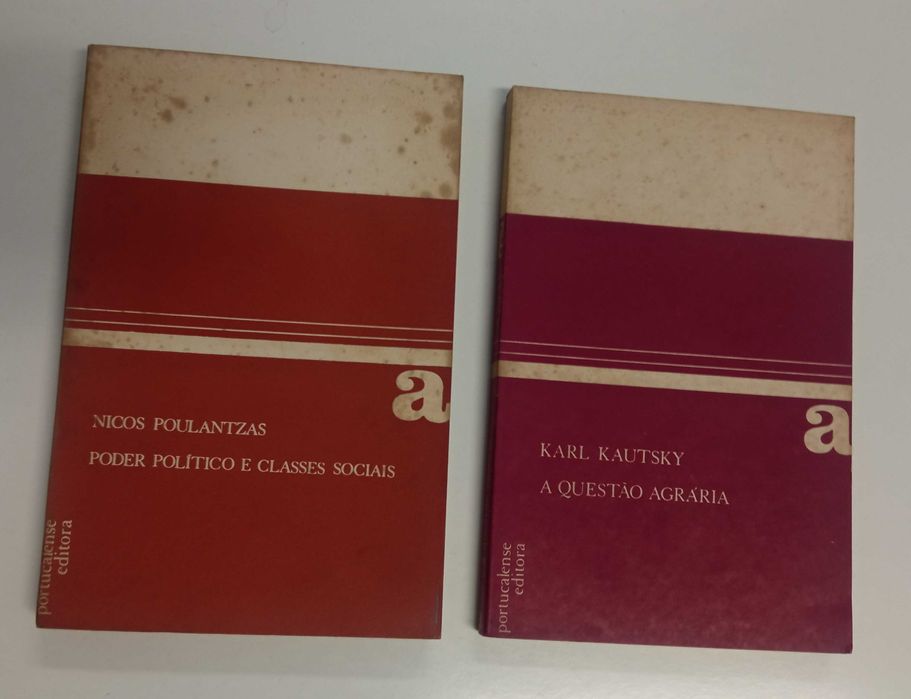 a
NICOS POULANTZAS
PODER POLÍTICO E CLASSES SOCIAIS
portucalense
editora
a
KARL KAUTSKY
A QUESTÃO AGRÁRIA
portucalense
editora